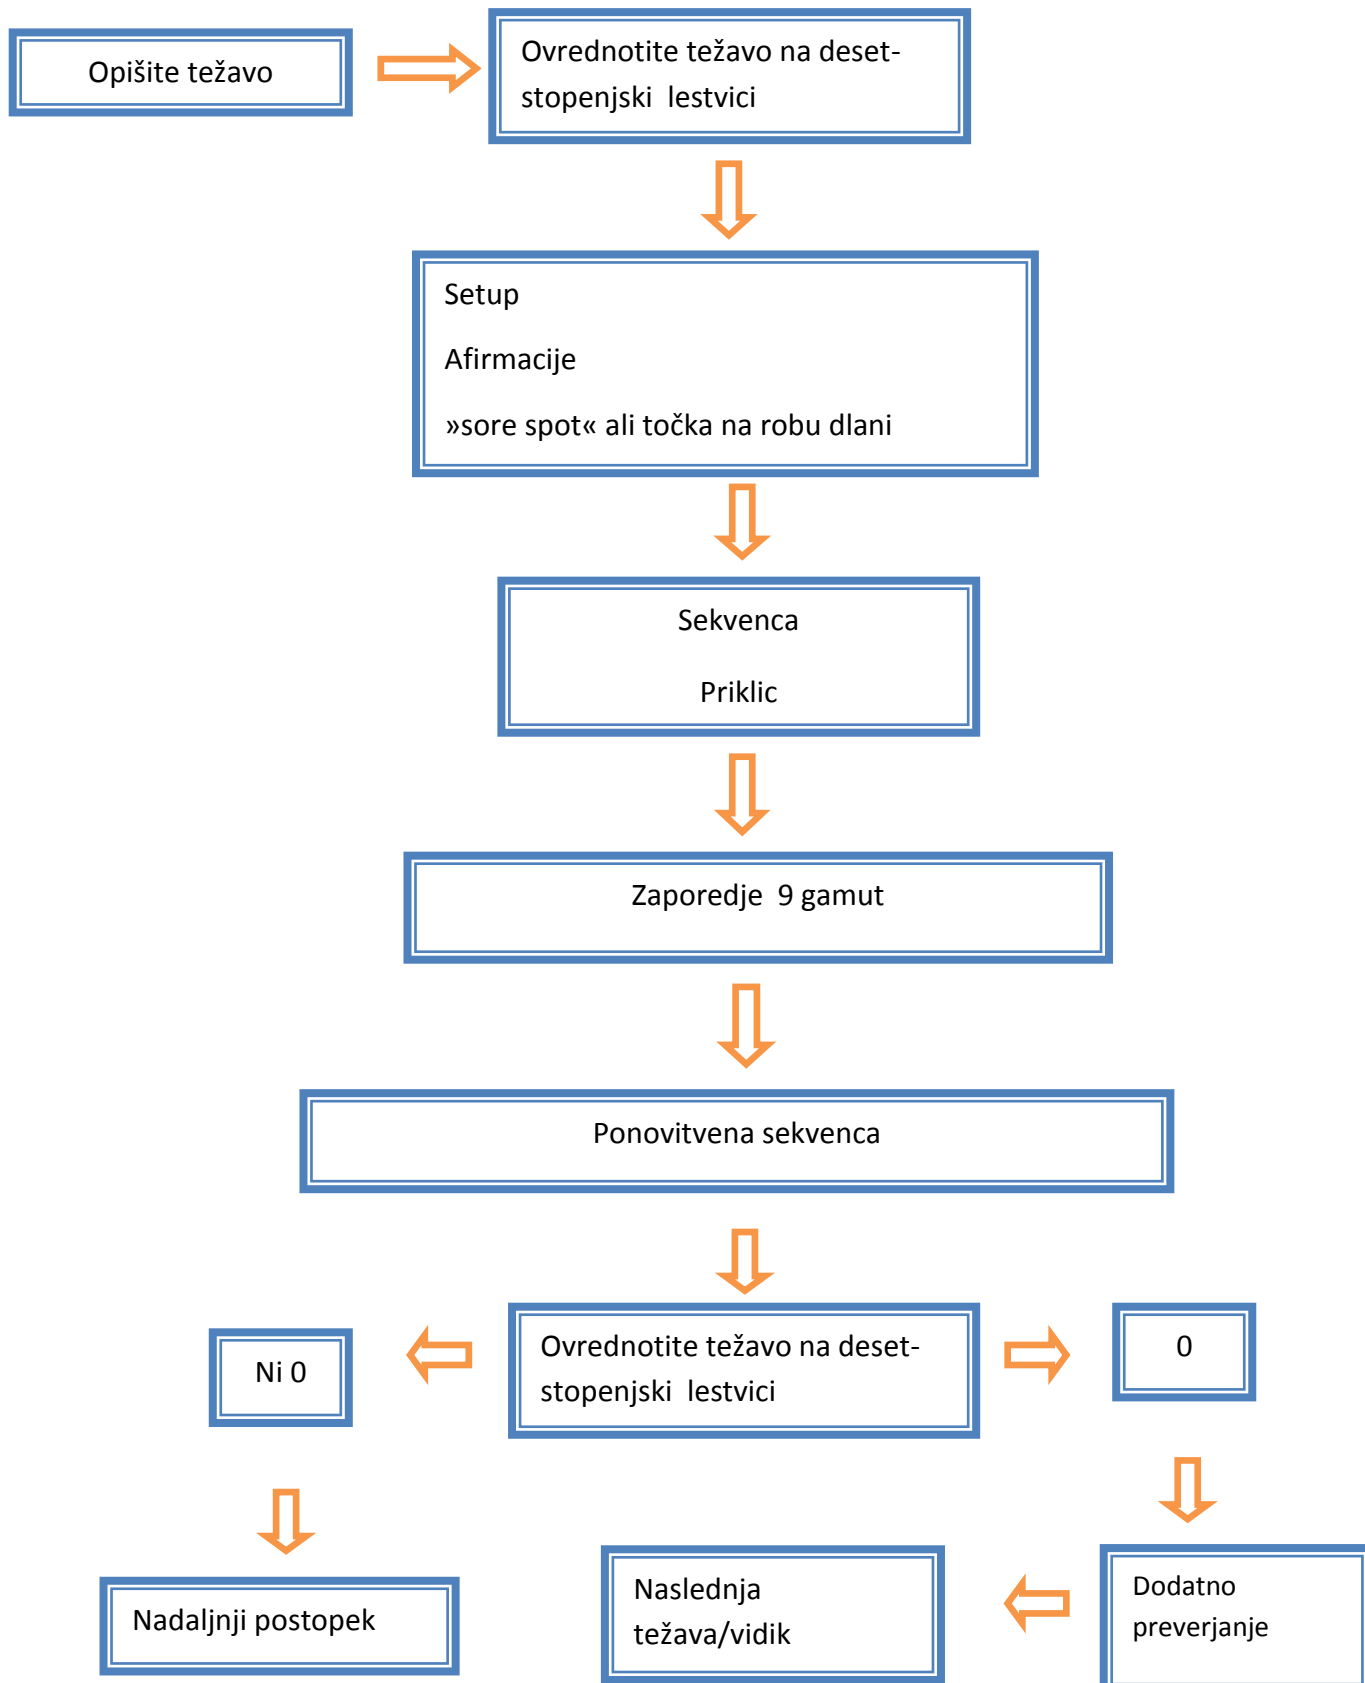 Opišite težavo
Ovrednotite težavo na deset-
stopenjski lestvici
Setup
Afirmacije
»sore spot« ali točka na robu dlani
Sekvenca
Priklic
Zaporedje 9 gamut
Ponovitvena sekvenca
Ni 0
Ovrednotite težavo na deset-
stopenjski lestvici
0
Nadaljnji postopek
Naslednja
težava/vidik
Dodatno
preverjanje